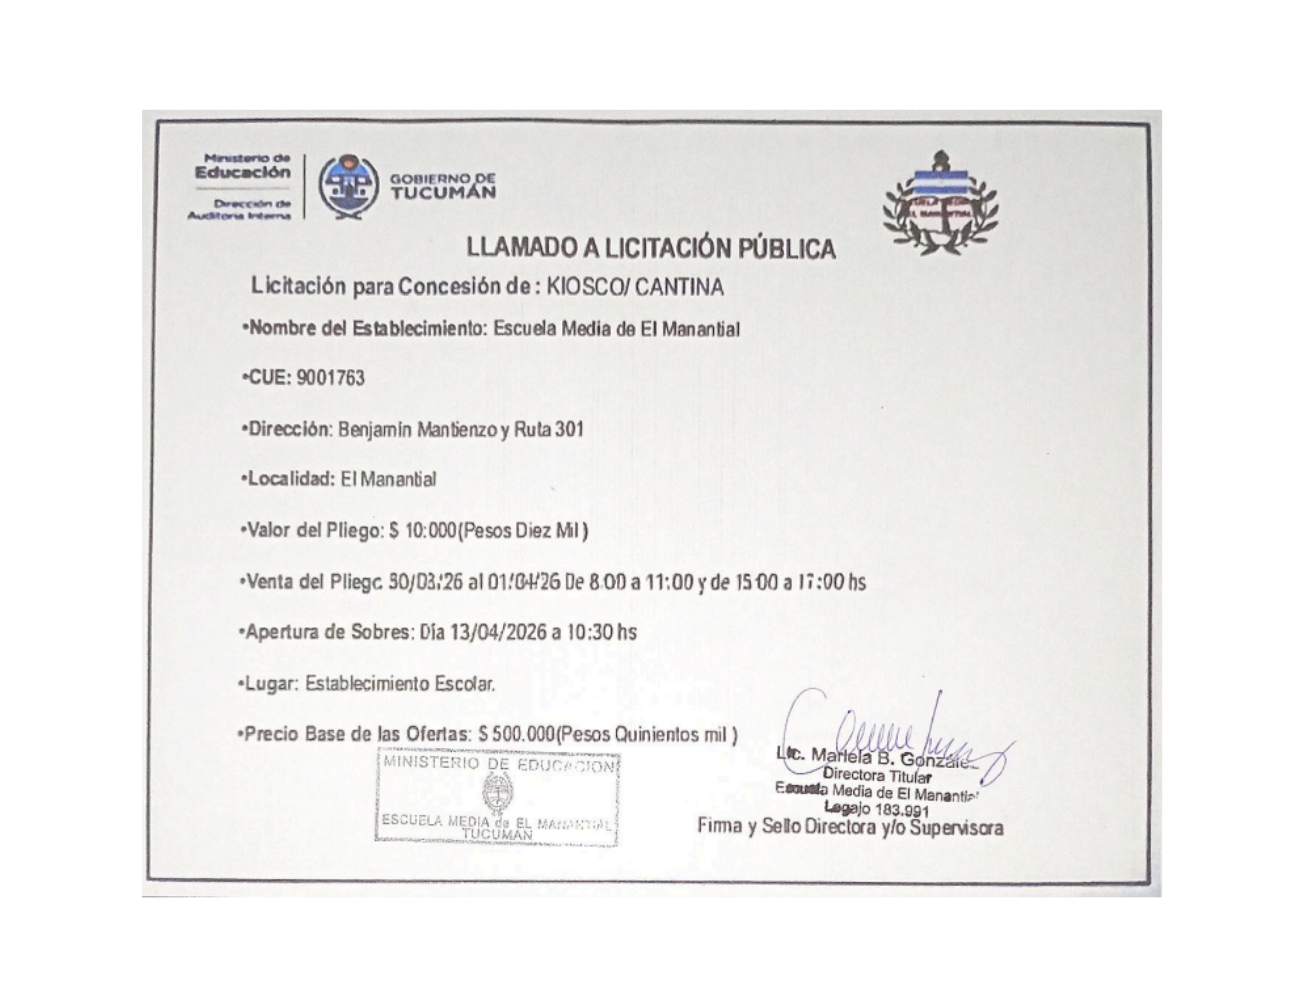 Ministerio de
Educación
Dirección de
Auditoria Interna
GOBIERNO DE
TUCUMÁN
EL MANANTIAL
LLAMADO A LICITACIÓN PÚBLICA
Licitación para Concesión de : KIOSCO/ CANTINA
•Nombre del Establecimiento: Escuela Media de El Manantial
•CUE: 9001763
•Dirección: Benjamin Mantienzo y Ruta 301
•Localidad: El Manantial
•Valor del Pliego: $ 10:000(Pesos Diez Mil )
•Venta del Pliego 30/03/26 al 01/04/26 De 8:00 a 11:00 y de 15:00 a 17:00 hs
•Apertura de Sobres: Día 13/04/2026 a 10:30 hs
•Lugar: Establecimiento Escolar.
•Precio Base de las Ofertas: $ 500.000(Pesos Quinientos mil )
MINISTERIO DE EDUCACION
ESCUELA MEDIA de EL MANANTIAL
TUCUMAN
Lic. Mariela B. Gonzalez
Directora Titular
Escuela Media de El Manantial
Legajo 183.991
Firma y Sello Directora y/o Supervisora